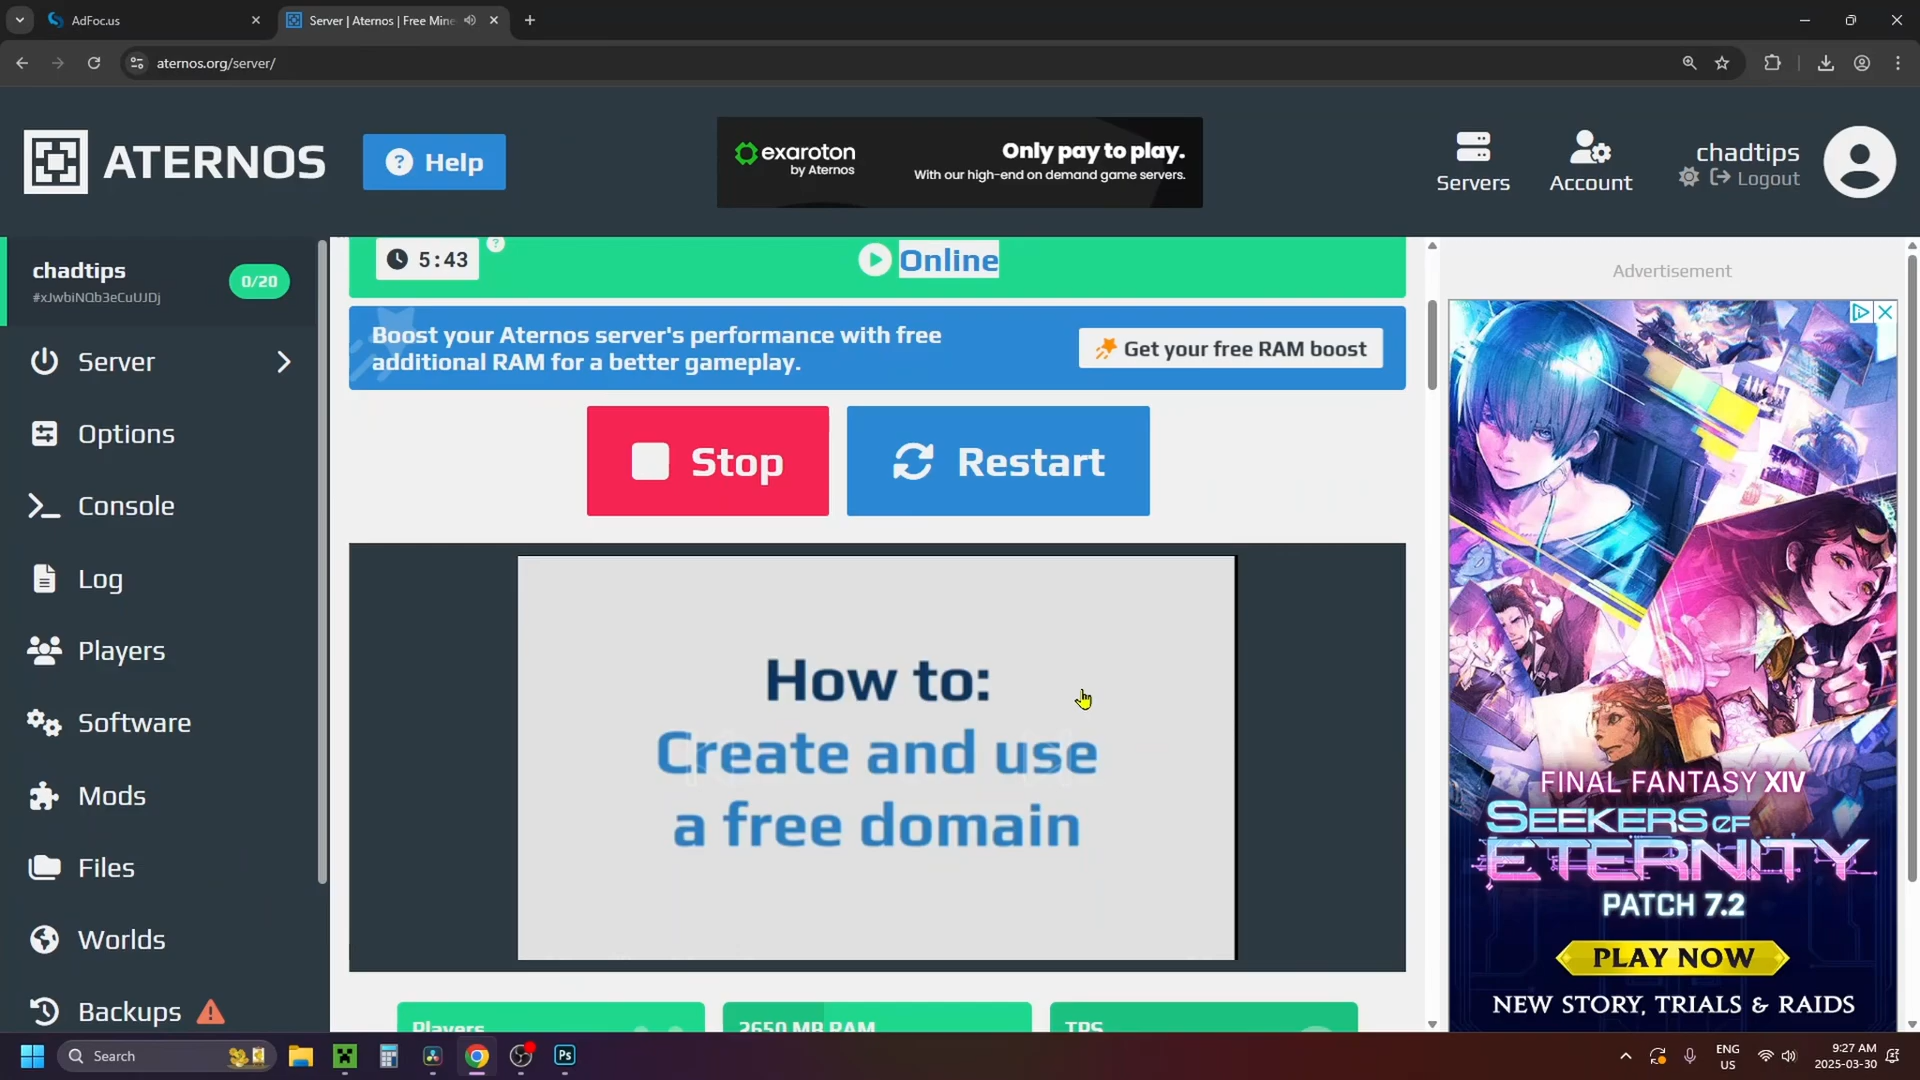 AdFoc.us
Server | Aternos | Free Mine
aternos.org/server/
ATERNOS
? Help
exaroton
by Aternos
Only pay to play.
With our high-end on demand game servers.
Servers
Account
chadtips
Logout
chadtips
#xJwbiNQb3eCuUJDj
0/20
Server
Options
Console
Log
Players
Software
Mods
Files
Worlds
Backups
5:43
?
Online
Boost your Aternos server's performance with free
additional RAM for a better gameplay.
Get your free RAM boost
Stop
Restart
How to:
Create and use
a free domain
Players
2650 MB RAM
TPS
Advertisement
FINAL FANTASY XIV
SEEKERS OF
ETERNITY
PATCH 7.2
PLAY NOW
NEW STORY, TRIALS & RAIDS
Search
Ps
ENG
US
9:27 AM
2025-03-30